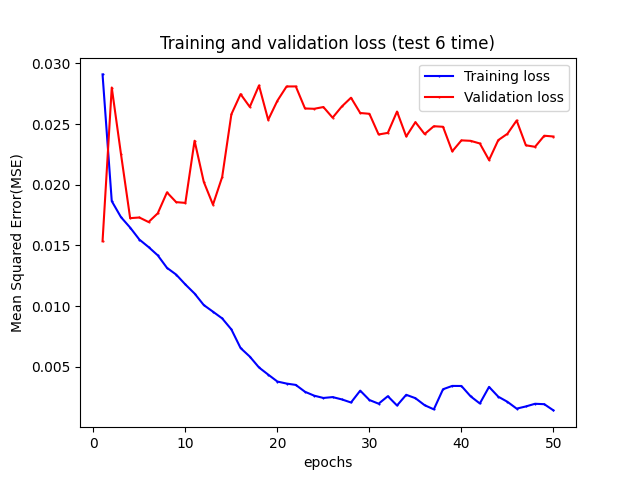 Training and validation loss (test 6 time)
Training loss
Validation loss
Mean Squared Error(MSE)
0.030
0.025
0.020
0.015
0.010
0.005
0
10
20
30
40
50
epochs